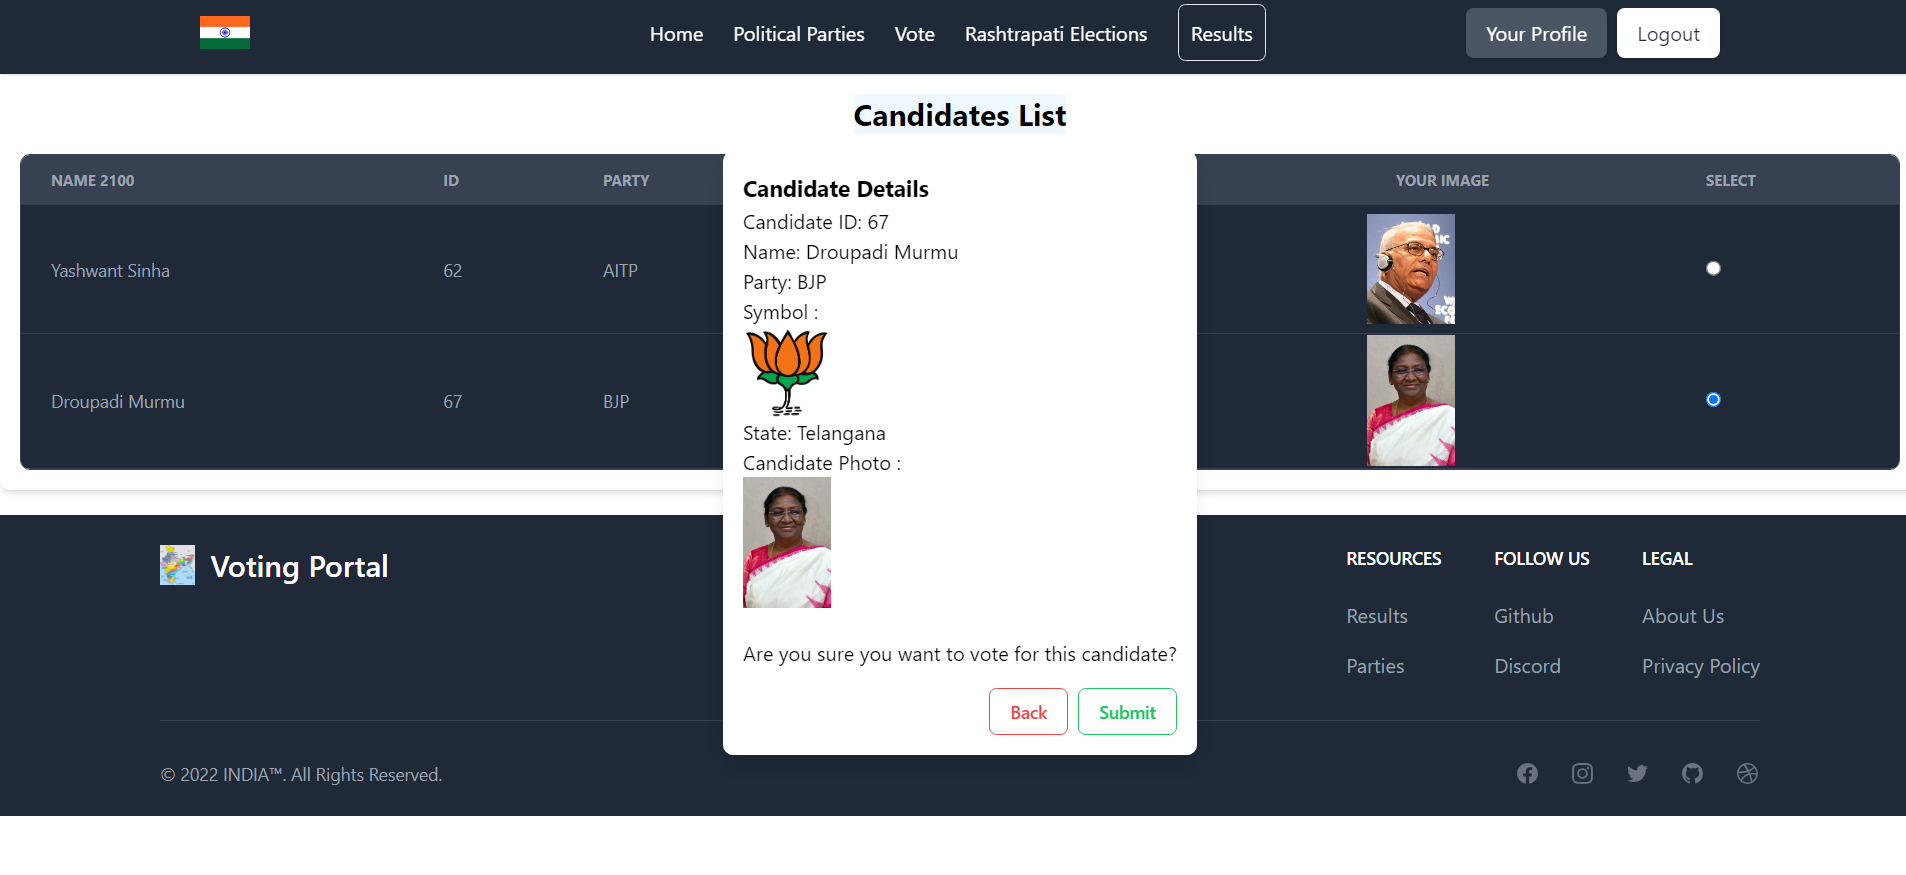 Home Political Parties Vote Rashtrapati Elections Results Your Profile Logout
Candidates List
NAME 2100 ID PARTY YOUR IMAGE SELECT
Yashwant Sinha 62 AITP
Droupadi Murmu 67 BJP
Candidate Details
Candidate ID: 67
Name: Droupadi Murmu
Party: BJP
Symbol :
State: Telangana
Candidate Photo :
Are you sure you want to vote for this candidate?
Back Submit
Voting Portal
RESOURCES FOLLOW US LEGAL
Results Github About Us
Parties Discord Privacy Policy
© 2022 INDIA™. All Rights Reserved.